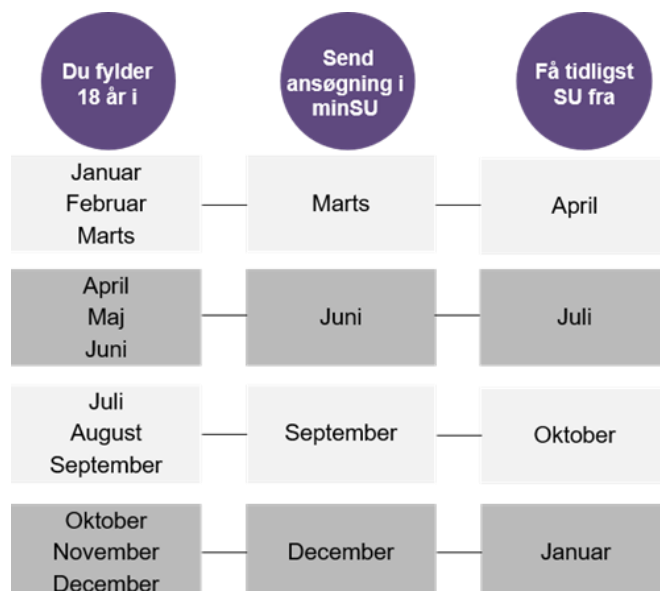 Du fylder
18 år i
Send
ansøgning i
minSU
Få tidligst
SU fra
Januar
Februar
Marts
Marts
April
April
Maj
Juni
Juni
Juli
Juli
August
September
September
Oktober
Oktober
November
December
December
Januar